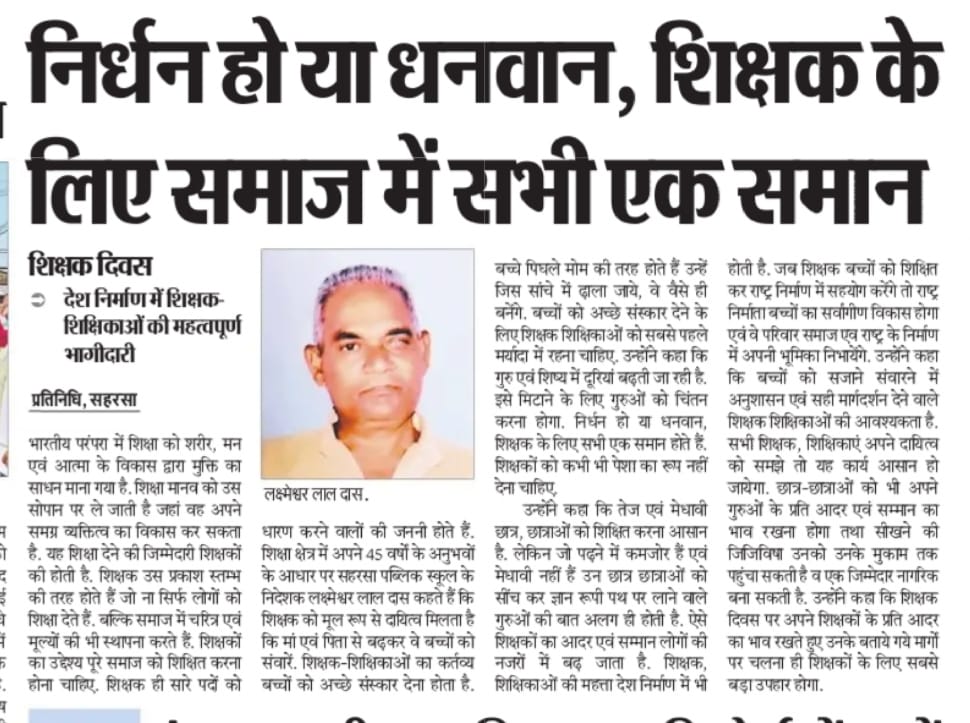 निर्धन हो या धनवान, शिक्षक के
लिए समाज में सभी एक समान
शिक्षक दिवस
देश निर्माण में शिक्षक-
शिक्षिकाओं की महत्वपूर्ण
भागीदारी
प्रतिनिधि, सहरसा
भारतीय परंपरा में शिक्षा को शरीर, मन
एवं आत्मा के विकास द्वारा मुक्ति का
साधन माना गया है. शिक्षा मानव को उस
सोपान पर ले जाती है जहां वह अपने
समग्र व्यक्तित्व का विकास कर सकता
है. यह शिक्षा देने की जिम्मेदारी शिक्षकों
की होती है. शिक्षक उस प्रकाश स्तम्भ
की तरह होते हैं जो ना सिर्फ लोगों को
शिक्षा देते हैं. बल्कि समाज में चरित्र एवं
मूल्यों की भी स्थापना करते हैं. शिक्षकों
का उद्देश्य पूरे समाज को शिक्षित करना
होना चाहिए. शिक्षक ही सारे पदों को
लक्ष्मेश्वर लाल दास.
धारण करने वालों की जननी होते हैं.
शिक्षा क्षेत्र में अपने 45 वर्षों के अनुभवों
के आधार पर सहरसा पब्लिक स्कूल के
निदेशक लक्ष्मेश्वर लाल दास कहते हैं कि
शिक्षक को मूल रूप से दायित्व मिलता है
कि मां एवं पिता से बढ़कर वे बच्चों को
संवारें. शिक्षक-शिक्षिकाओं का कर्तव्य
बच्चों को अच्छे संस्कार देना होता है.
बच्चे पिघले मोम की तरह होते हैं उन्हें
जिस सांचे में ढ़ाला जाये, वे वैसे ही
बनेंगे. बच्चों को अच्छे संस्कार देने के
लिए शिक्षक शिक्षिकाओं को सबसे पहले
मर्यादा में रहना चाहिए. उन्होंने कहा कि
गुरु एवं शिष्य में दूरियां बढ़ती जा रही है.
इसे मिटाने के लिए गुरुओं को चिंतन
करना होगा. निर्धन हो या धनवान,
शिक्षक के लिए सभी एक समान होते हैं.
शिक्षकों को कभी भी पेशा का रूप नहीं
देना चाहिए.
उन्होंने कहा कि तेज एवं मेधावी
छात्र, छात्राओं को शिक्षित करना आसान
है. लेकिन जो पढ़ने में कमजोर हैं एवं
मेधावी नहीं हैं उन छात्र छात्राओं को
सींच कर ज्ञान रूपी पथ पर लाने वाले
गुरुओं की बात अलग ही होती है. ऐसे
शिक्षकों का आदर एवं सम्मान लोगों की
नजरों में बढ़ जाता है. शिक्षक,
शिक्षिकाओं की महत्ता देश निर्माण में भी
होती है. जब शिक्षक बच्चों को शिक्षित
कर राष्ट्र निर्माण में सहयोग करेंगे तो राष्ट्र
निर्माता बच्चों का सर्वांगीण विकास होगा
एवं वे परिवार समाज एव राष्ट्र के निर्माण
में अपनी भूमिका निभायेंगे. उन्होंने कहा
कि बच्चों को सजाने संवारने में
अनुशासन एवं सही मार्गदर्शन देने वाले
शिक्षक शिक्षिकाओं की आवश्यकता है.
सभी शिक्षक, शिक्षिकाएं अपने दायित्व
को समझे तो यह कार्य आसान हो
जायेगा. छात्र-छात्राओं को भी अपने
गुरुओं के प्रति आदर एवं सम्मान का
भाव रखना होगा तथा सीखने की
जिजिविषा उनको उनके मुकाम तक
पहुंचा सकती है व एक जिम्मेदार नागरिक
बना सकती है. उन्होंने कहा कि शिक्षक
दिवस पर अपने शिक्षकों के प्रति आदर
का भाव रखते हुए उनके बताये गये मार्गों
पर चलना ही शिक्षकों के लिए सबसे
बड़ा उपहार होगा.